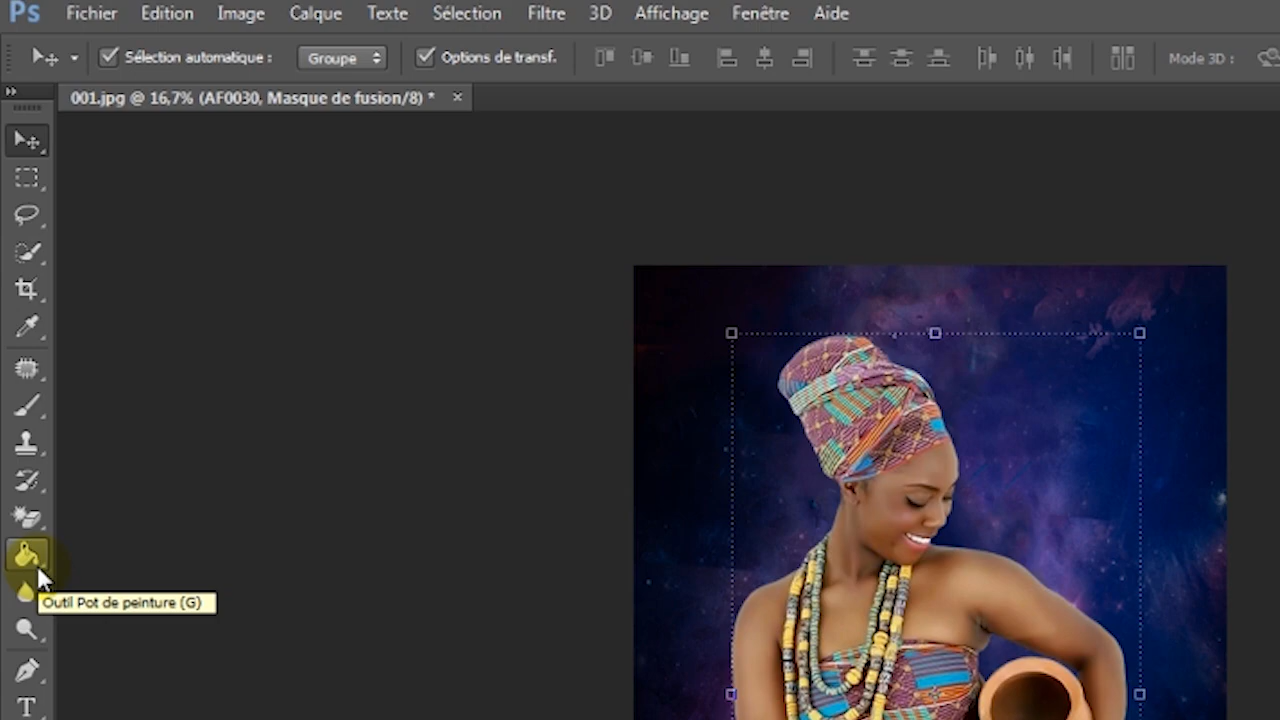 Ps Fichier Edition Image Calque Texte Sélection Filtre 3D Affichage Fenêtre Aide
Sélection automatique : Groupe Options de transf. Mode 3D :
001.jpg @ 16,7% (AF0030, Masque de fusion/8) * ×
Outil Pot de peinture (G)
T